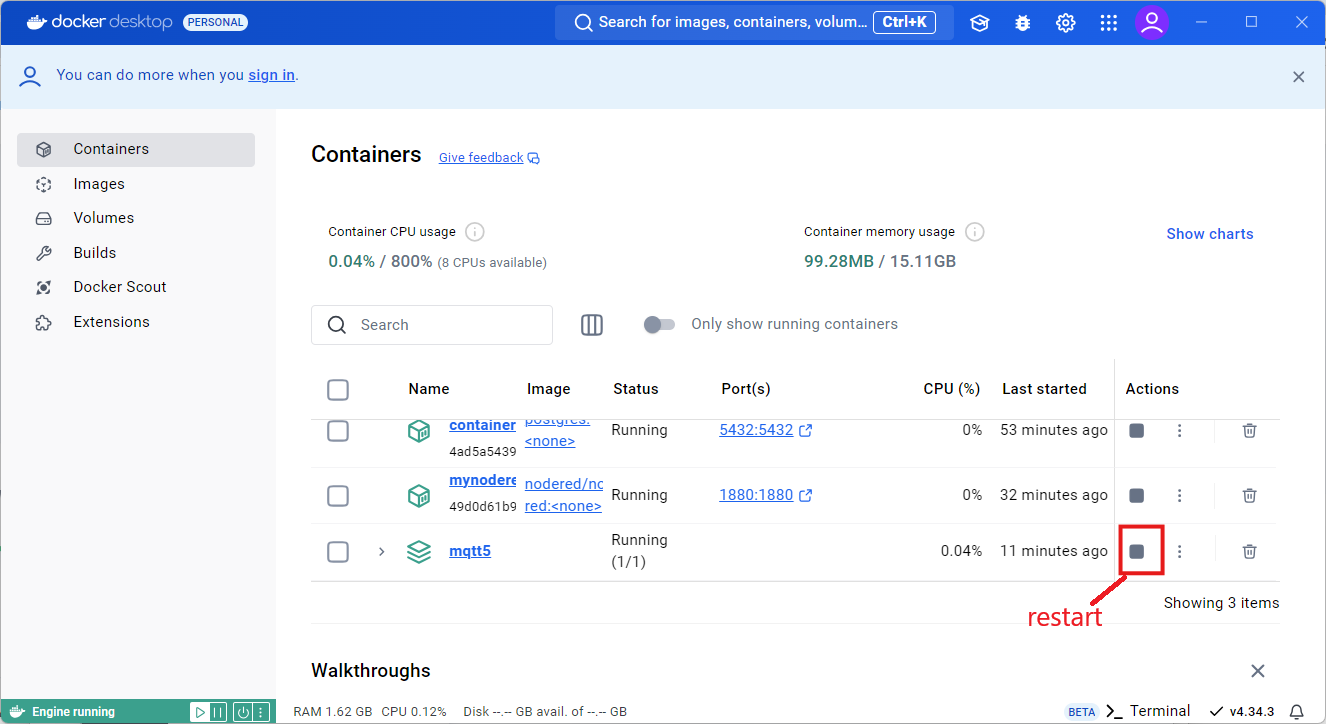 docker desktop PERSONAL
Search for images, containers, volum... Ctrl+K
You can do more when you sign in.
Containers
Images
Volumes
Builds
Docker Scout
Extensions
Containers Give feedback
Container CPU usage
0.04% / 800% (8 CPUs available)
Container memory usage
99.28MB / 15.11GB
Show charts
Search
Only show running containers
Name Image Status Port(s) CPU (%) Last started Actions
container postgres: Running 5432:5432 0% 53 minutes ago
4ad5a5439 <none>
mynodere nodered/no Running 1880:1880 0% 32 minutes ago
49d0d61b9 red:<none>
mqtt5 Running 0.04% 11 minutes ago
(1/1)
Showing 3 items
restart
Walkthroughs
Engine running
RAM 1.62 GB CPU 0.12% Disk --.-- GB avail. of --.-- GB
BETA >_ Terminal v4.34.3